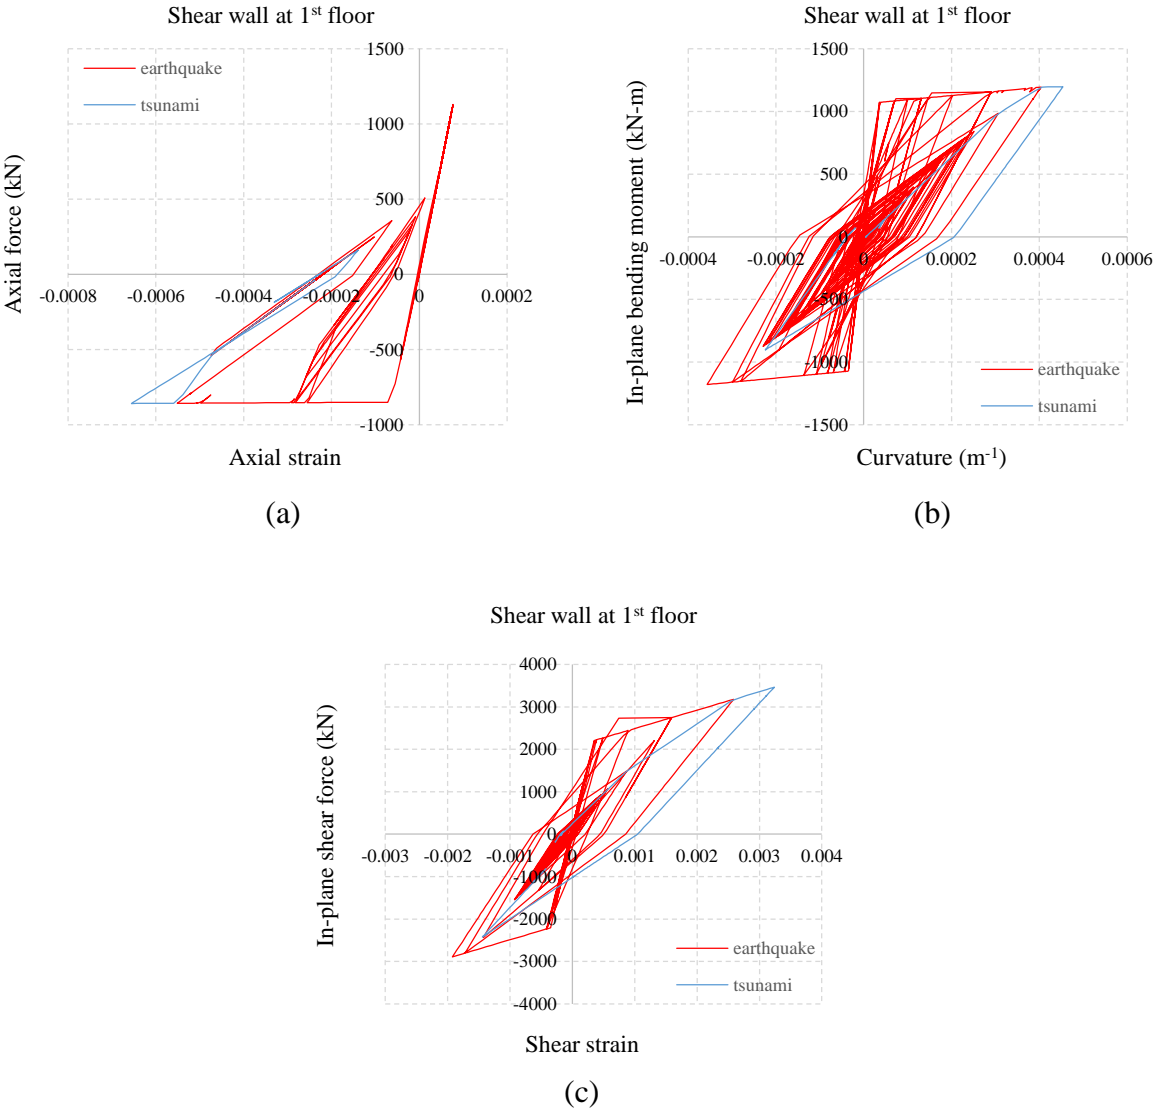 Shear wall at 1st floor
1500
earthquake
tsunami
1000
500
0
-0.0008 -0.0006 -0.0004 -0.0002 0 0.0002
-500
-1000
Axial force (kN)
Axial strain
(a)
Shear wall at 1st floor
1500
1000
500
0
-0.0004 -0.0002 0 0.0002 0.0004 0.0006
-500
-1000
earthquake
tsunami
-1500
In-plane bending moment (kN-m)
Curvature (m-1)
(b)
Shear wall at 1st floor
4000
3000
2000
1000
0
-0.003 -0.002 -0.001 0 0.001 0.002 0.003 0.004
-1000
-2000
-3000
earthquake
tsunami
-4000
In-plane shear force (kN)
Shear strain
(c)